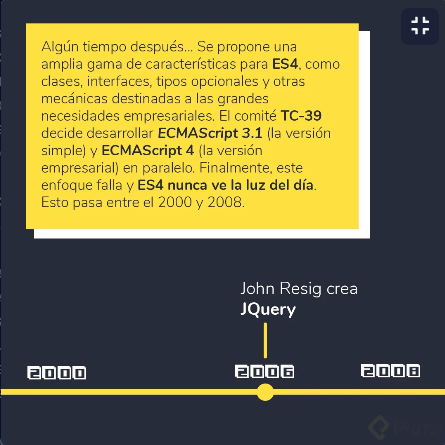 Algún tiempo después... Se propone una
amplia gama de características para ES4, como
clases, interfaces, tipos opcionales y otras
mecánicas destinadas a las grandes
necesidades empresariales. El comité TC-39
decide desarrollar ECMAScript 3.1 (la versión
simple) y ECMAScript 4 (la versión
empresarial) en paralelo. Finalmente, este
enfoque falla y ES4 nunca ve la luz del día.
Esto pasa entre el 2000 y 2008.
John Resig crea
JQuery
2000 2006 2008